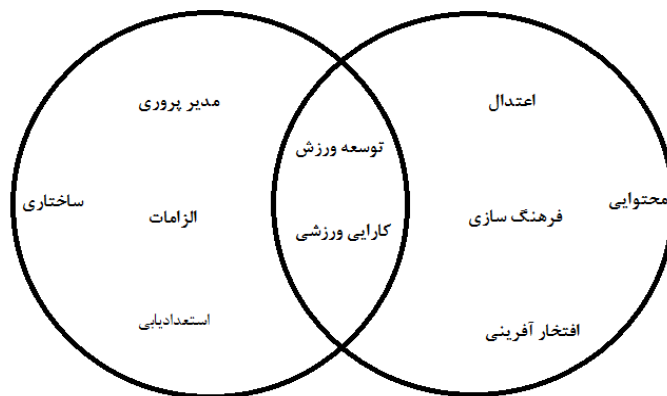 اعتدال
مدیر پروری
توسعه ورزش
محتوایی
ساختاری
فرهنگ سازی
الزامات
کارایی ورزشی
افتخار آفرینی
استعدادیابی